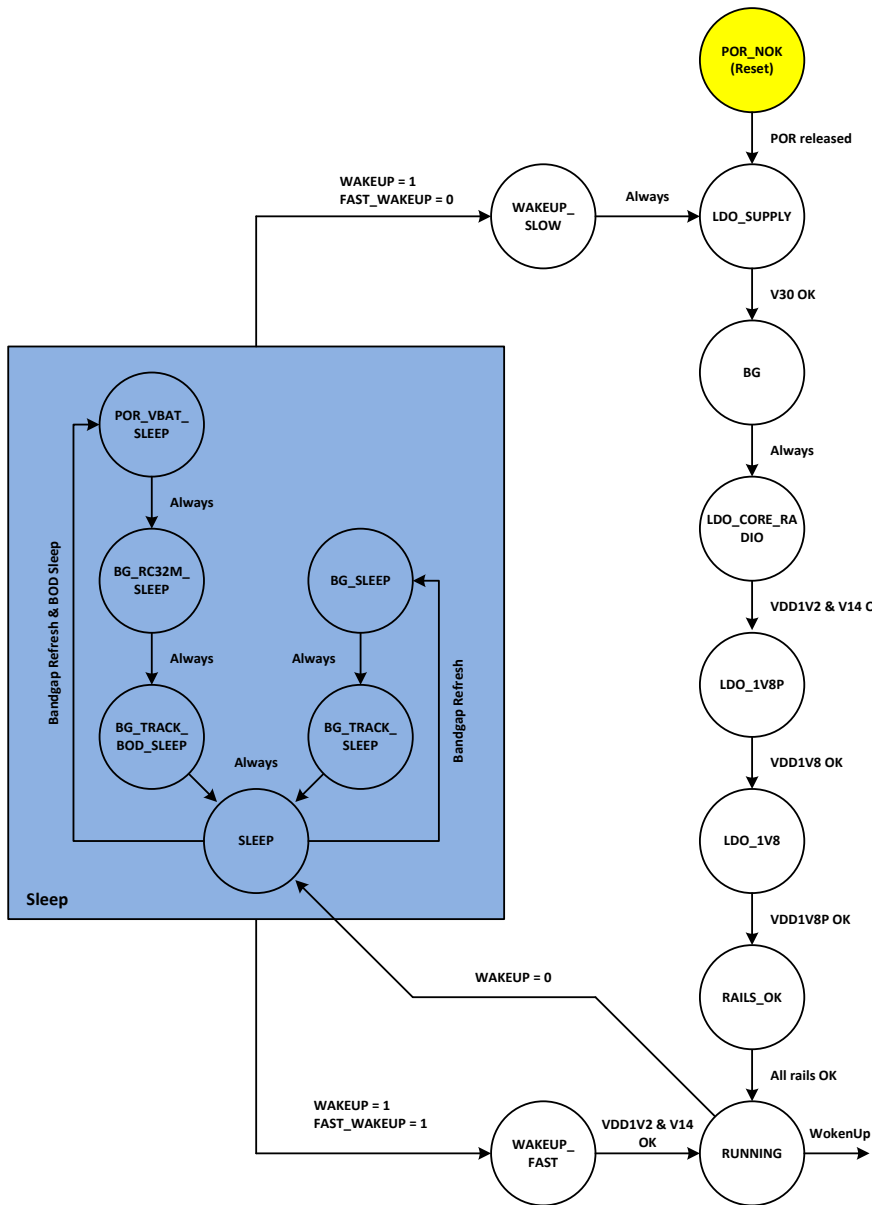 POR_NOK
(Reset)
POR released
WAKEUP = 1
FAST_WAKEUP = 0
WAKEUP_
SLOW
Always
LDO_SUPPLY
V30 OK
BG
Always
POR_VBAT_
SLEEP
Always
LDO_CORE_RA
DIO
BG_RC32M_
SLEEP
BG_SLEEP
Bandgap Refresh & BOD Sleep
VDD1V2 & V14 O
Always
Always
Bandgap Refresh
LDO_1V8P
BG_TRACK_
BOD_SLEEP
BG_TRACK_
SLEEP
Always
VDD1V8 OK
SLEEP
LDO_1V8
Sleep
VDD1V8P OK
WAKEUP = 0
RAILS_OK
All rails OK
WAKEUP = 1
FAST_WAKEUP = 1
WAKEUP_
FAST
VDD1V2 & V14
OK
RUNNING
WokenUp